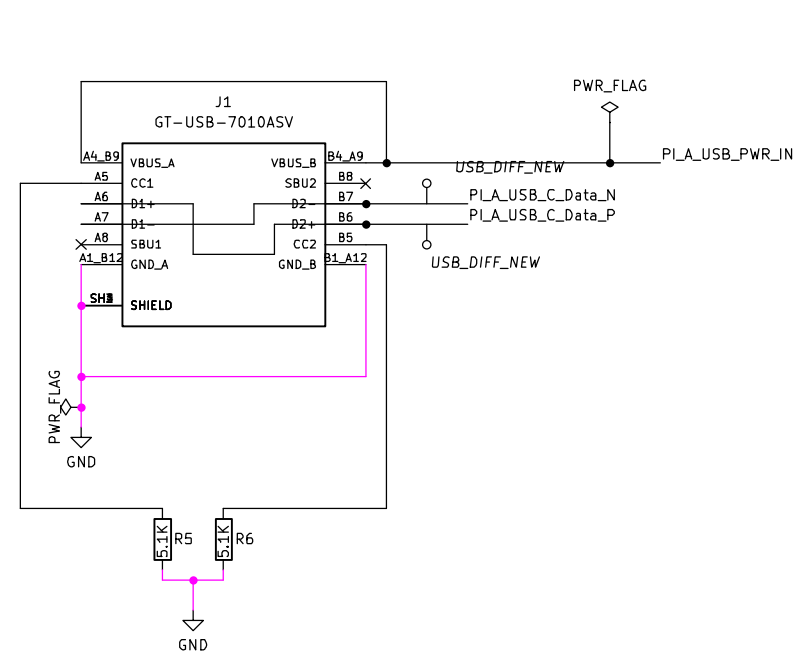 PWR_FLAG
J1
GT-USB-7010ASV
A4_B9 VBUS_A VBUS_B B4_A9 PI_A_USB_PWR_IN
USB_DIFF_NEW
A5 CC1 SBU2 B8
A6 D1+ D2- B7 PI_A_USB_C_Data_N
A7 D1- D2+ B6 PI_A_USB_C_Data_P
A8 SBU1 CC2 B5
A1_B12 GND_A GND_B B1_A12
USB_DIFF_NEW
SHIELD
PWR_FLAG
GND
5.1K R5 5.1K R6
GND